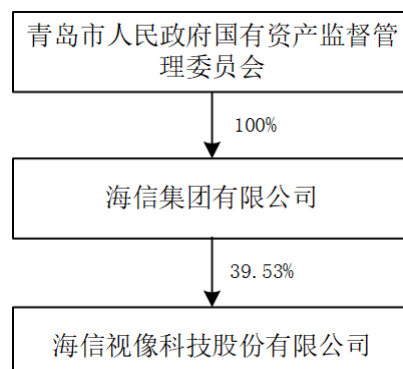 青岛市人民政府国有资产监督管
理委员会
100%
海信集团有限公司
39.53%
海信视像科技股份有限公司